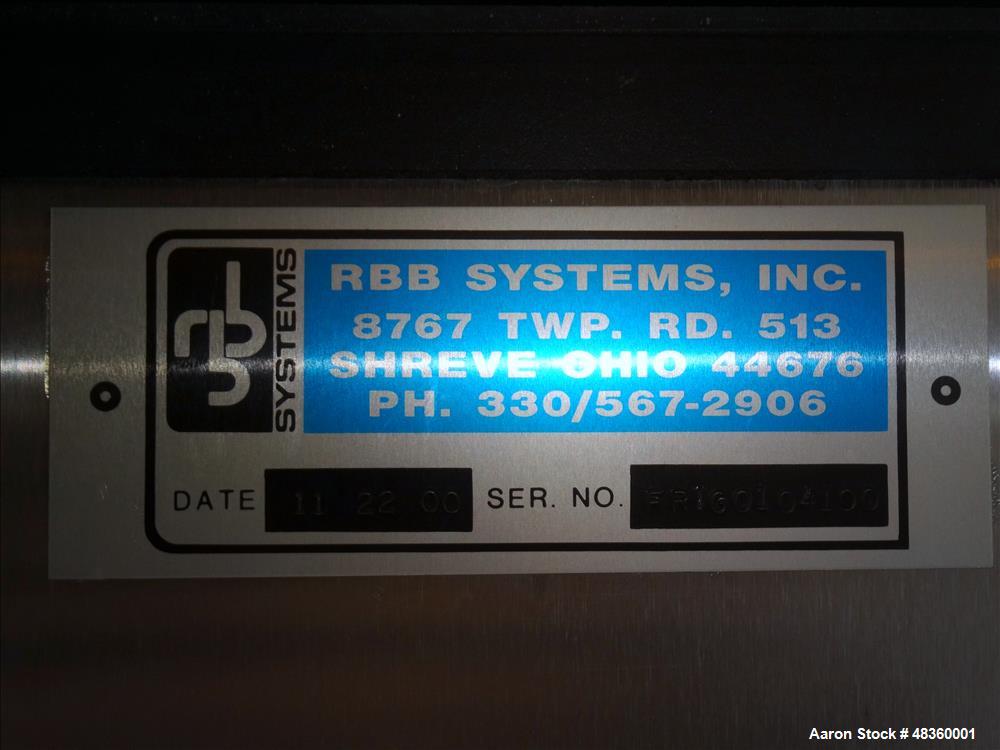 rbb
SYSTEMS
RBB SYSTEMS, INC.
8767 TWP. RD. 513
SHREVE OHIO 44676
PH. 330/567-2906
DATE 11 22 00 SER. NO.
Aaron Stock # 48360001